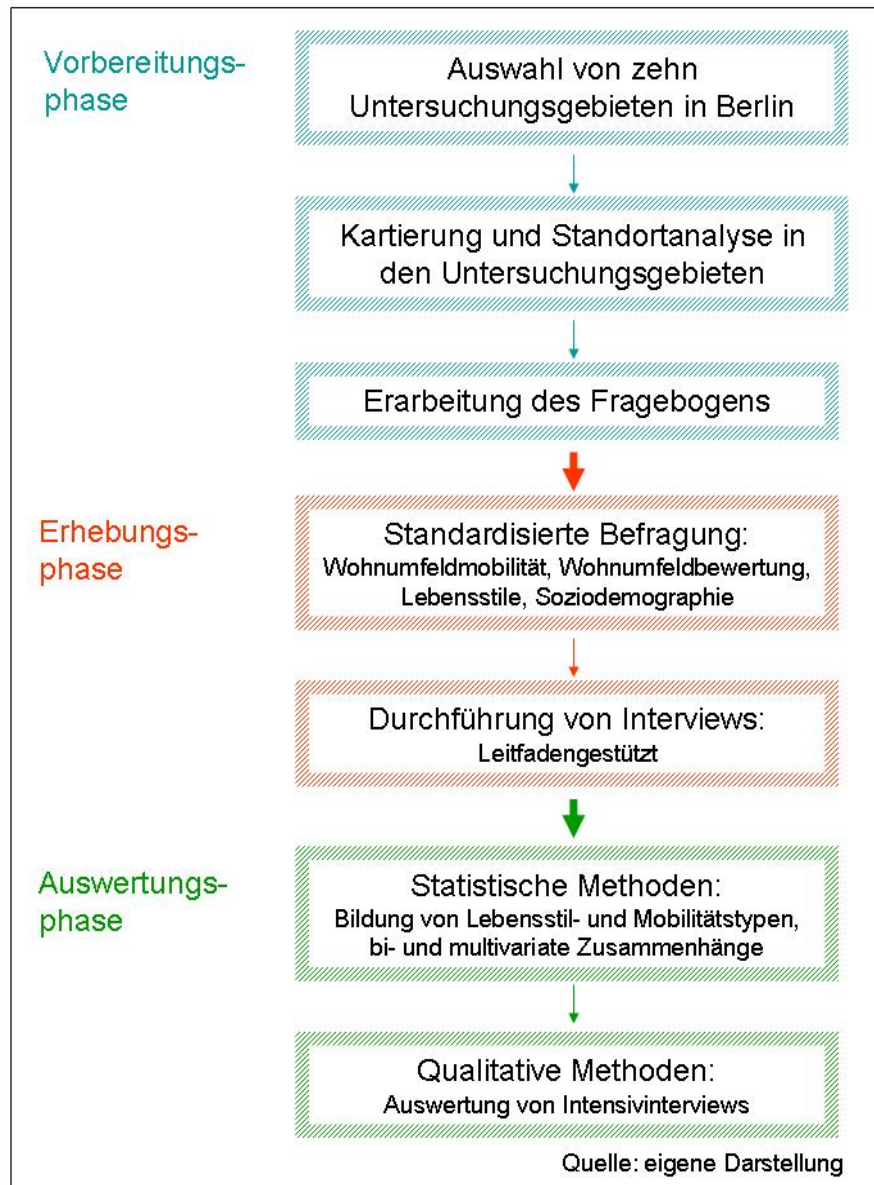 Vorbereitungs-
phase
Auswahl von zehn
Untersuchungsgebieten in Berlin
Kartierung und Standortanalyse in
den Untersuchungsgebieten
Erarbeitung des Fragebogens
Erhebungs-
phase
Standardisierte Befragung:
Wohnumfeldmobilität, Wohnumfeldbewertung,
Lebensstile, Soziodemographie
Durchführung von Interviews:
Leitfadengestützt
Auswertungs-
phase
Statistische Methoden:
Bildung von Lebensstil- und Mobilitätstypen,
bi- und multivariate Zusammenhänge
Qualitative Methoden:
Auswertung von Intensivinterviews
Quelle: eigene Darstellung